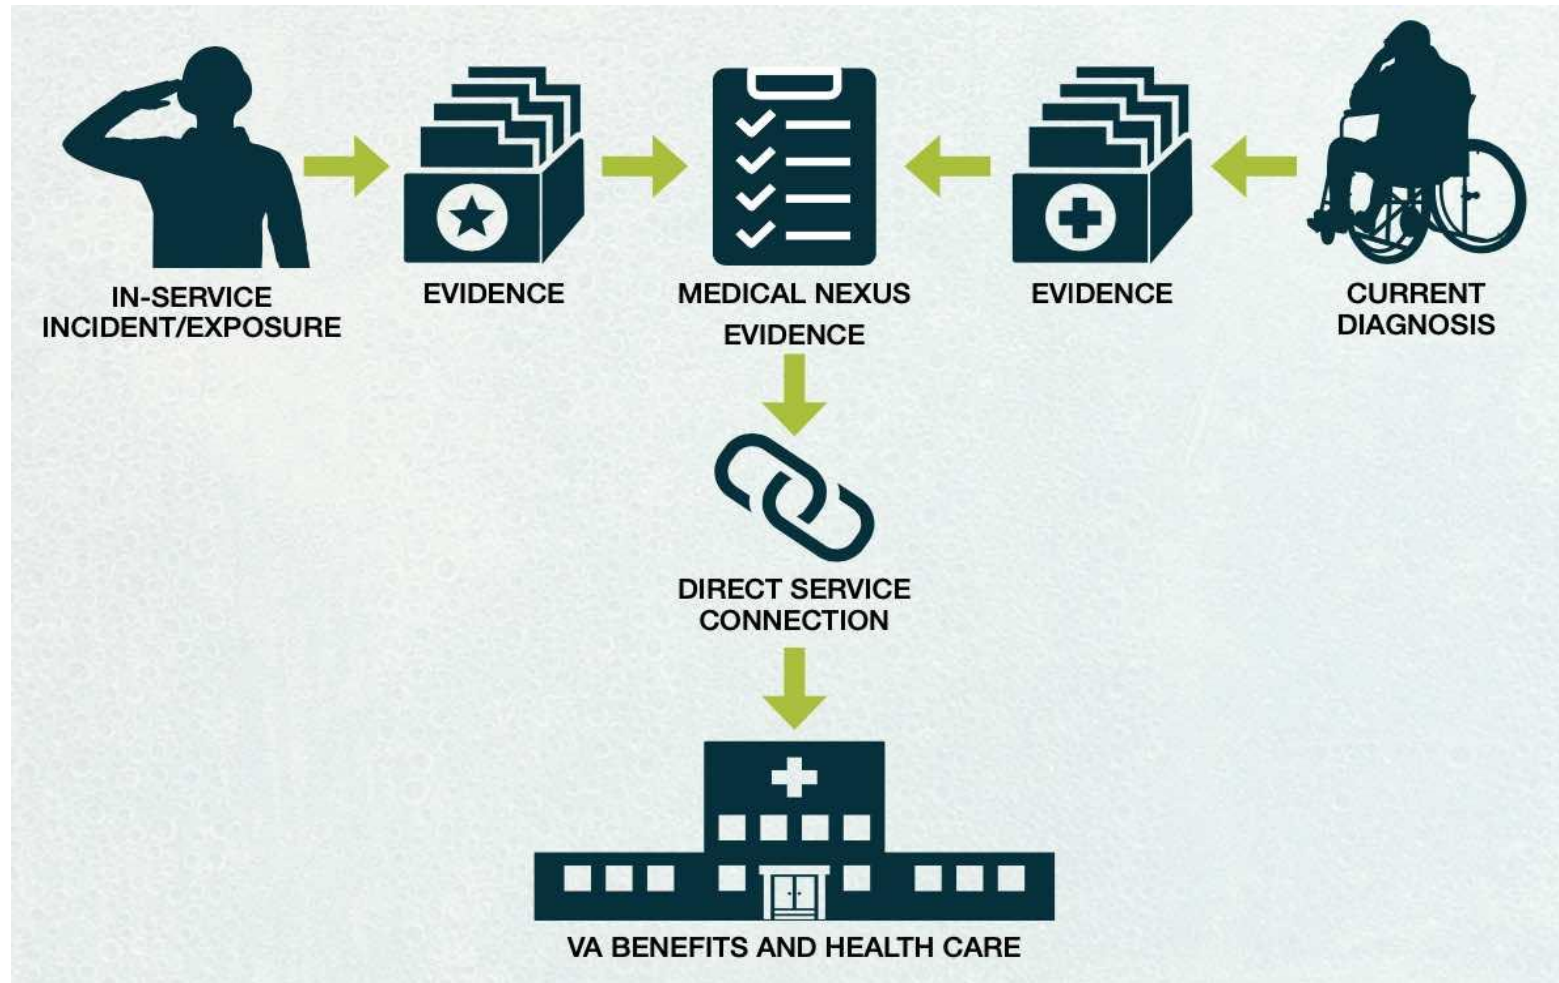 IN-SERVICE
INCIDENT/EXPOSURE
EVIDENCE
MEDICAL NEXUS
EVIDENCE
EVIDENCE
CURRENT
DIAGNOSIS
DIRECT SERVICE
CONNECTION
VA BENEFITS AND HEALTH CARE